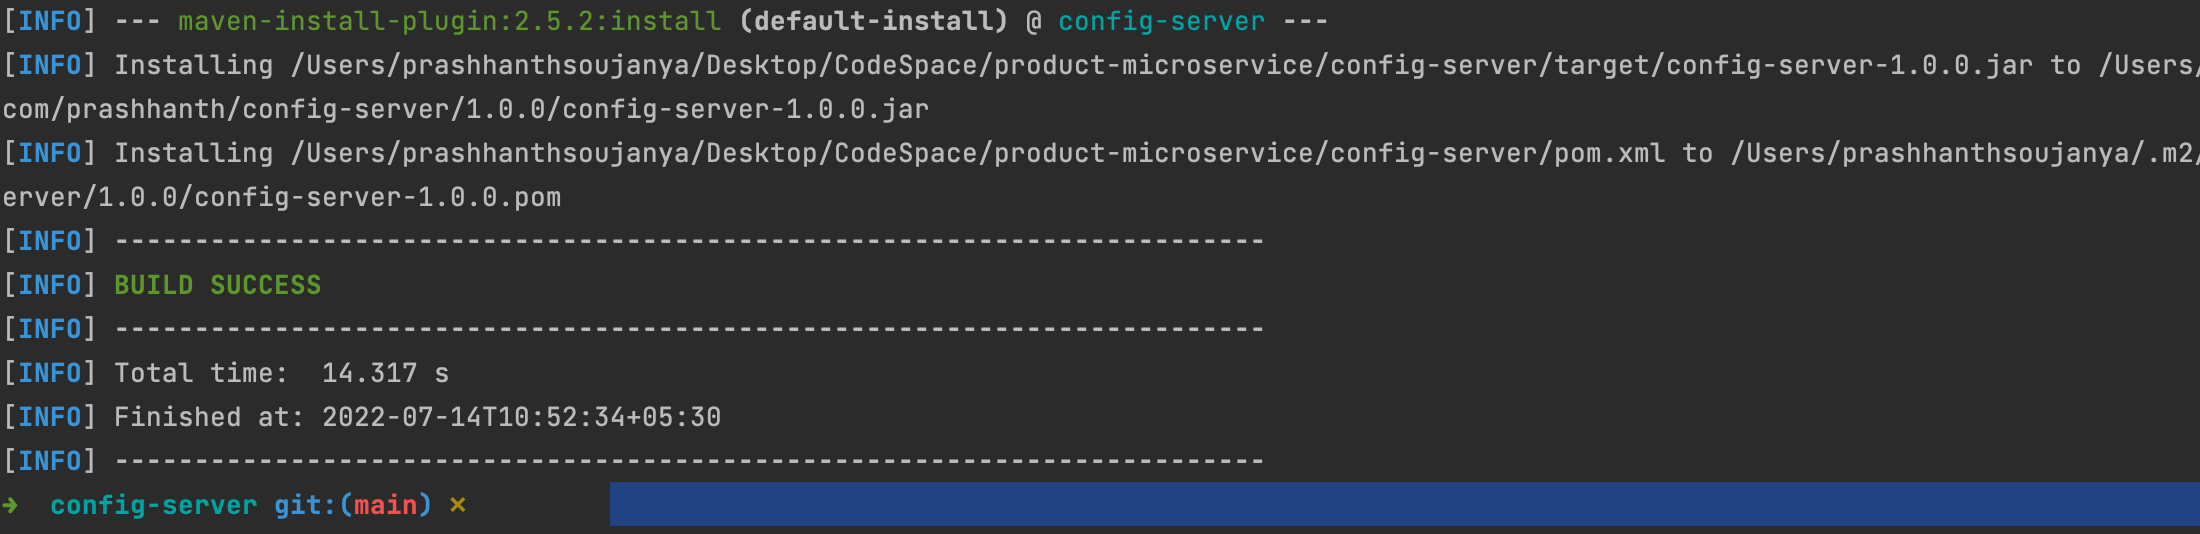 [INFO] --- maven-install-plugin:2.5.2:install (default-install) @ config-server ---
[INFO] Installing /Users/prashhanthsoujanya/Desktop/CodeSpace/product-microservice/config-server/target/config-server-1.0.0.jar to /Users/
com/prashhanth/config-server/1.0.0/config-server-1.0.0.jar
[INFO] Installing /Users/prashhanthsoujanya/Desktop/CodeSpace/product-microservice/config-server/pom.xml to /Users/prashhanthsoujanya/.m2/
erver/1.0.0/config-server-1.0.0.pom
[INFO] ------------------------------------------------------------------------
[INFO] BUILD SUCCESS
[INFO] ------------------------------------------------------------------------
[INFO] Total time:  14.317 s
[INFO] Finished at: 2022-07-14T10:52:34+05:30
[INFO] ------------------------------------------------------------------------
➜  config-server git:(main) ✗